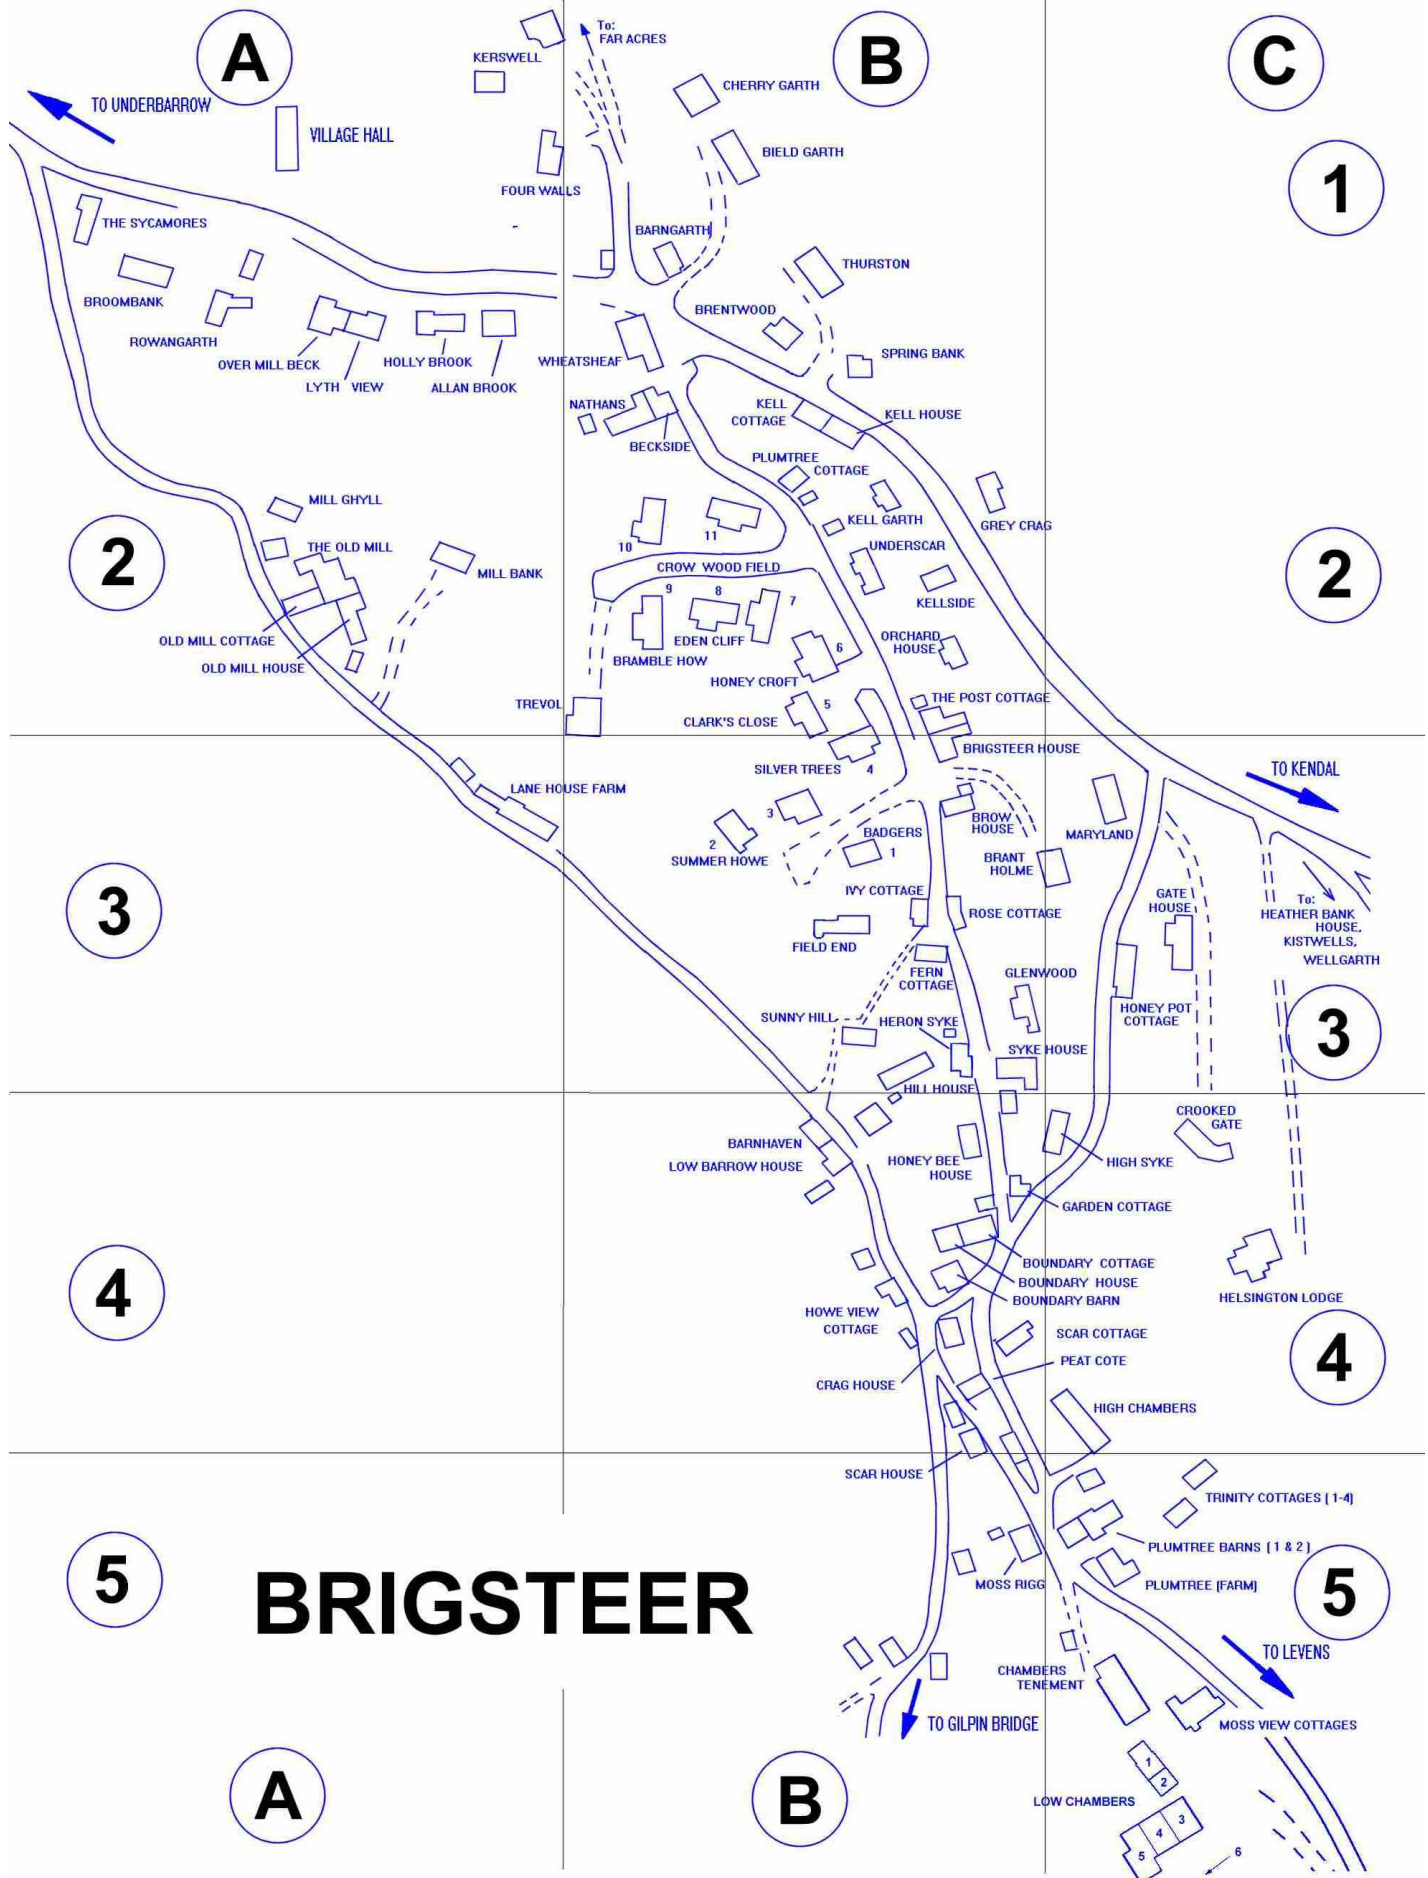 A
B
C
To:
FAR ACRES
KERSWELL
CHERRY GARTH
TO UNDERBARROW
VILLAGE HALL
BIELD GARTH
1
FOUR WALLS
THE SYCAMORES
BARNGARTH
THURSTON
BROOMBANK
BRENTWOOD
ROWANGARTH
OVER MILL BECK
HOLLY BROOK
WHEATSHEAF
SPRING BANK
LYTH VIEW
ALLAN BROOK
NATHANS
KELL
COTTAGE
KELL HOUSE
BECKSIDE
PLUMTREE
COTTAGE
MILL GHYLL
KELL GARTH
GREY CRAG
2
THE OLD MILL
10
11
UNDERSCAR
2
MILL BANK
CROW WOOD FIELD
9
8
7
KELLSIDE
OLD MILL COTTAGE
EDEN CLIFF
ORCHARD
HOUSE
OLD MILL HOUSE
BRAMBLE HOW
6
HONEY CROFT
TREVOL
5
THE POST COTTAGE
CLARK'S CLOSE
BRIGSTEER HOUSE
SILVER TREES
4
TO KENDAL
LANE HOUSE FARM
3
BROW
HOUSE
MARYLAND
2
SUMMER HOWE
BADGERS
1
BRANT
HOLME
IVY COTTAGE
GATE
HOUSE
To:
HEATHER BANK
HOUSE,
KISTWELLS,
WELLGARTH
3
ROSE COTTAGE
FIELD END
FERN
COTTAGE
GLENWOOD
HONEY POT
COTTAGE
SUNNY HILL
HERON SYKE
3
SYKE HOUSE
HILL HOUSE
CROOKED
GATE
BARNHAVEN
LOW BARROW HOUSE
HONEY BEE
HOUSE
HIGH SYKE
GARDEN COTTAGE
4
BOUNDARY COTTAGE
BOUNDARY HOUSE
BOUNDARY BARN
HELSINGTON LODGE
HOWE VIEW
COTTAGE
SCAR COTTAGE
4
PEAT COTE
CRAG HOUSE
HIGH CHAMBERS
SCAR HOUSE
TRINITY COTTAGES [ 1-4]
5
BRIGSTEER
PLUMTREE BARNS [ 1 & 2 ]
MOSS RIGG
PLUMTREE [FARM]
5
TO LEVENS
CHAMBERS
TENEMENT
TO GILPIN BRIDGE
MOSS VIEW COTTAGES
A
B
1
2
LOW CHAMBERS
3
4
5
6